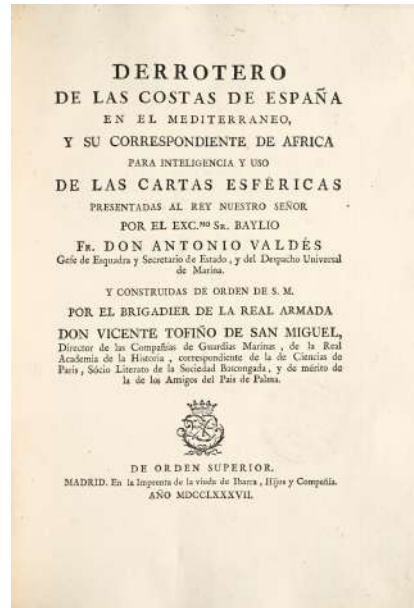 DERROTERO
DE LAS COSTAS DE ESPAÑA
EN EL MEDITERRANEO,
Y SU CORRESPONDIENTE DE AFRICA
PARA INTELIGENCIA Y USO
DE LAS CARTAS ESFÉRICAS
PRESENTADAS AL REY NUESTRO SEÑOR
POR EL EXC.MO SR. BAYLIO
FR. DON ANTONIO VALDÉS
Gefe de Esquadra y Secretario de Estado, y del Despacho Universal
de Marina.
Y CONSTRUIDAS DE ORDEN DE S. M.
POR EL BRIGADIER DE LA REAL ARMADA
DON VICENTE TOFIÑO DE SAN MIGUEL,
Director de las Compañías de Guardias Marinas, de la Real
Academia de la Historia, correspondiente de la de Ciencias de
Paris, Sócio Literato de la Sociedad Bascongada, y de mérito de
la de los Amigos del Pais de Palma.
DE ORDEN SUPERIOR.
MADRID. En la Imprenta de la viuda de Ibarra, Hijos y Compañía.
AÑO MDCCLXXXVII.